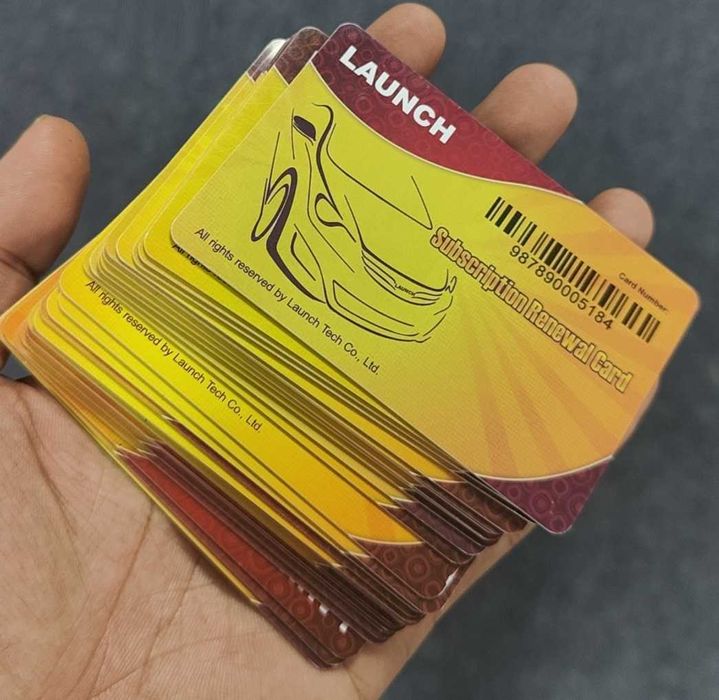 LAUNCH
Card Number:
987890005184
Subscription Renewal Card
LAUNCH
All rights reserved by Launch Tech Co., Ltd.
All rights reserved by Launch Tech Co., Ltd.